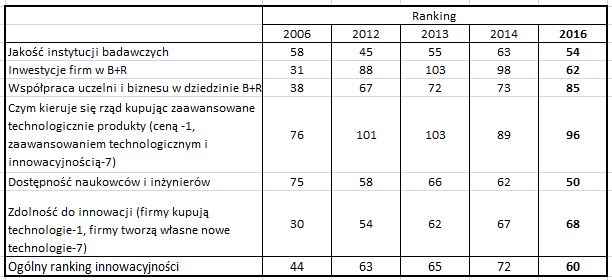 Ranking
2006 2012 2013 2014 2016
Jakość instytucji badawczych 58 45 55 63 54
Inwestycje firm w B+R 31 88 103 98 62
Współpraca uczelni i biznesu w dziedzinie B+R 38 67 72 73 85
Czym kieruje się rząd kupując zaawansowane
technologicznie produkty (ceną -1,
zaawansowaniem technologicznym i
innowacyjnością-7) 76 101 103 89 96
Dostępność naukowców i inżynierów 75 58 66 62 50
Zdolność do innowacji (firmy kupują
technologie-1, firmy tworzą własne nowe
technologie-7) 30 54 62 67 68
Ogólny ranking innowacyjności 44 63 65 72 60